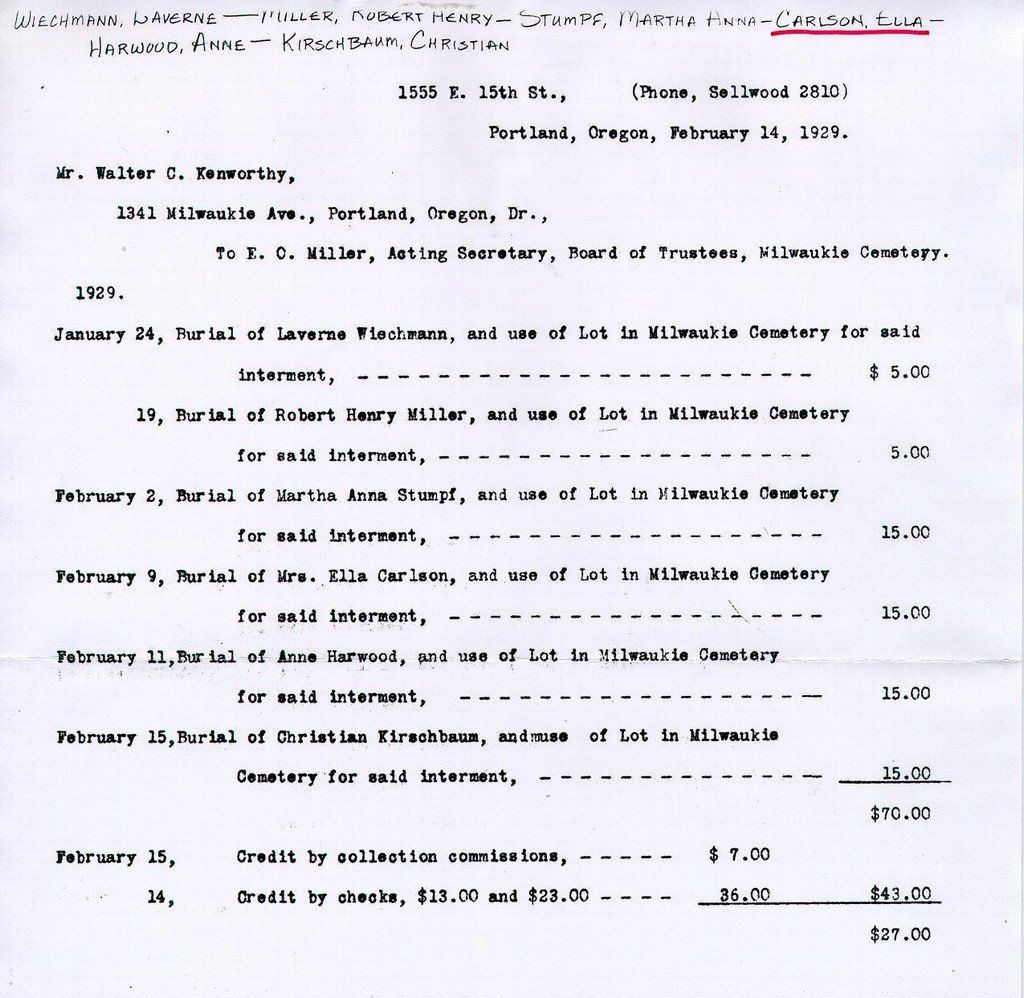 WIECHMANN, LAVERNE — MILLER, ROBERT HENRY — STUMPF, MARTHA ANNA — CARLSON, ELLA —
HARWOOD, ANNE — KIRSCHBAUM, CHRISTIAN
1555 E. 15th St., (Phone, Sellwood 2810)
Portland, Oregon, February 14, 1929.
Mr. Walter C. Kenworthy,
1341 Milwaukie Ave., Portland, Oregon, Dr.,
To E. C. Miller, Acting Secretary, Board of Trustees, Milwaukie Cemetery.
1929.
January 24, Burial of Laverne Wiechmann, and use of Lot in Milwaukie Cemetery for said
interment, - - - - - - - - - - - - - - - - - - - - - - - $ 5.00
19, Burial of Robert Henry Miller, and use of Lot in Milwaukie Cemetery
for said interment, - - - - - - - - - - - - - - - - - - - 5.00
February 2, Burial of Martha Anna Stumpf, and use of Lot in Milwaukie Cemetery
for said interment, - - - - - - - - - - - - - - - - - - - 15.00
February 9, Burial of Mrs. Ella Carlson, and use of Lot in Milwaukie Cemetery
for said interment, - - - - - - - - - - - - - - - - - - - 15.00
February 11,Burial of Anne Harwood, and use of Lot in Milwaukie Cemetery
for said interment, - - - - - - - - - - - - - - - - - - 15.00
February 15,Burial of Christian Kirschbaum, andmuse of Lot in Milwaukie
Cemetery for said interment, - - - - - - - - - - - - - - 15.00
$70.00
February 15, Credit by collection commissions, - - - - - $ 7.00
14, Credit by checks, $13.00 and $23.00 - - - - 36.00 $43.00
$27.00